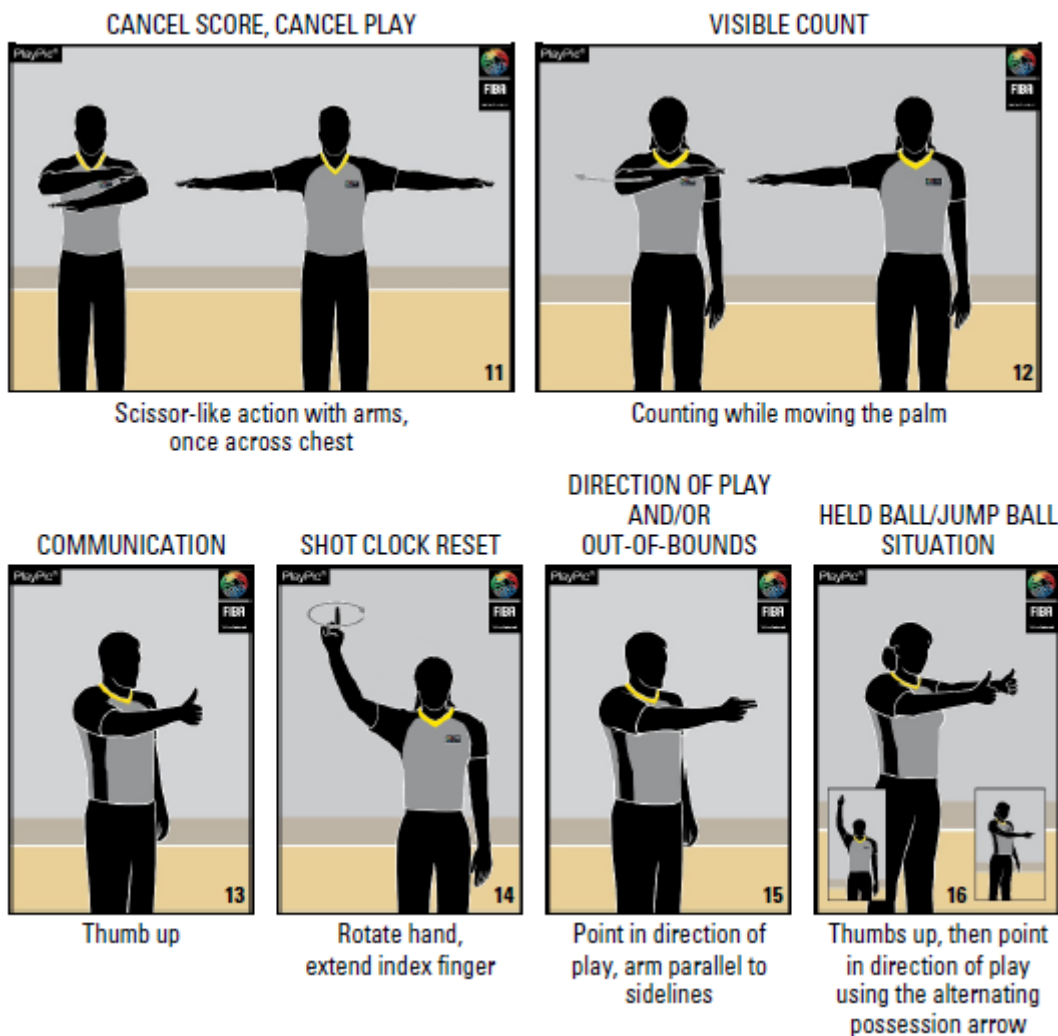 CANCEL SCORE, CANCEL PLAY
VISIBLE COUNT
PlayPic®
FIBA
11
PlayPic®
FIBA
12
Scissor-like action with arms,
once across chest
Counting while moving the palm
COMMUNICATION
SHOT CLOCK RESET
DIRECTION OF PLAY
AND/OR
OUT-OF-BOUNDS
HELD BALL/JUMP BALL
SITUATION
PlayPic®
FIBA
13
PlayPic®
FIBA
14
PlayPic®
FIBA
15
PlayPic®
FIBA
16
Thumb up
Rotate hand,
extend index finger
Point in direction of
play, arm parallel to
sidelines
Thumbs up, then point
in direction of play
using the alternating
possession arrow